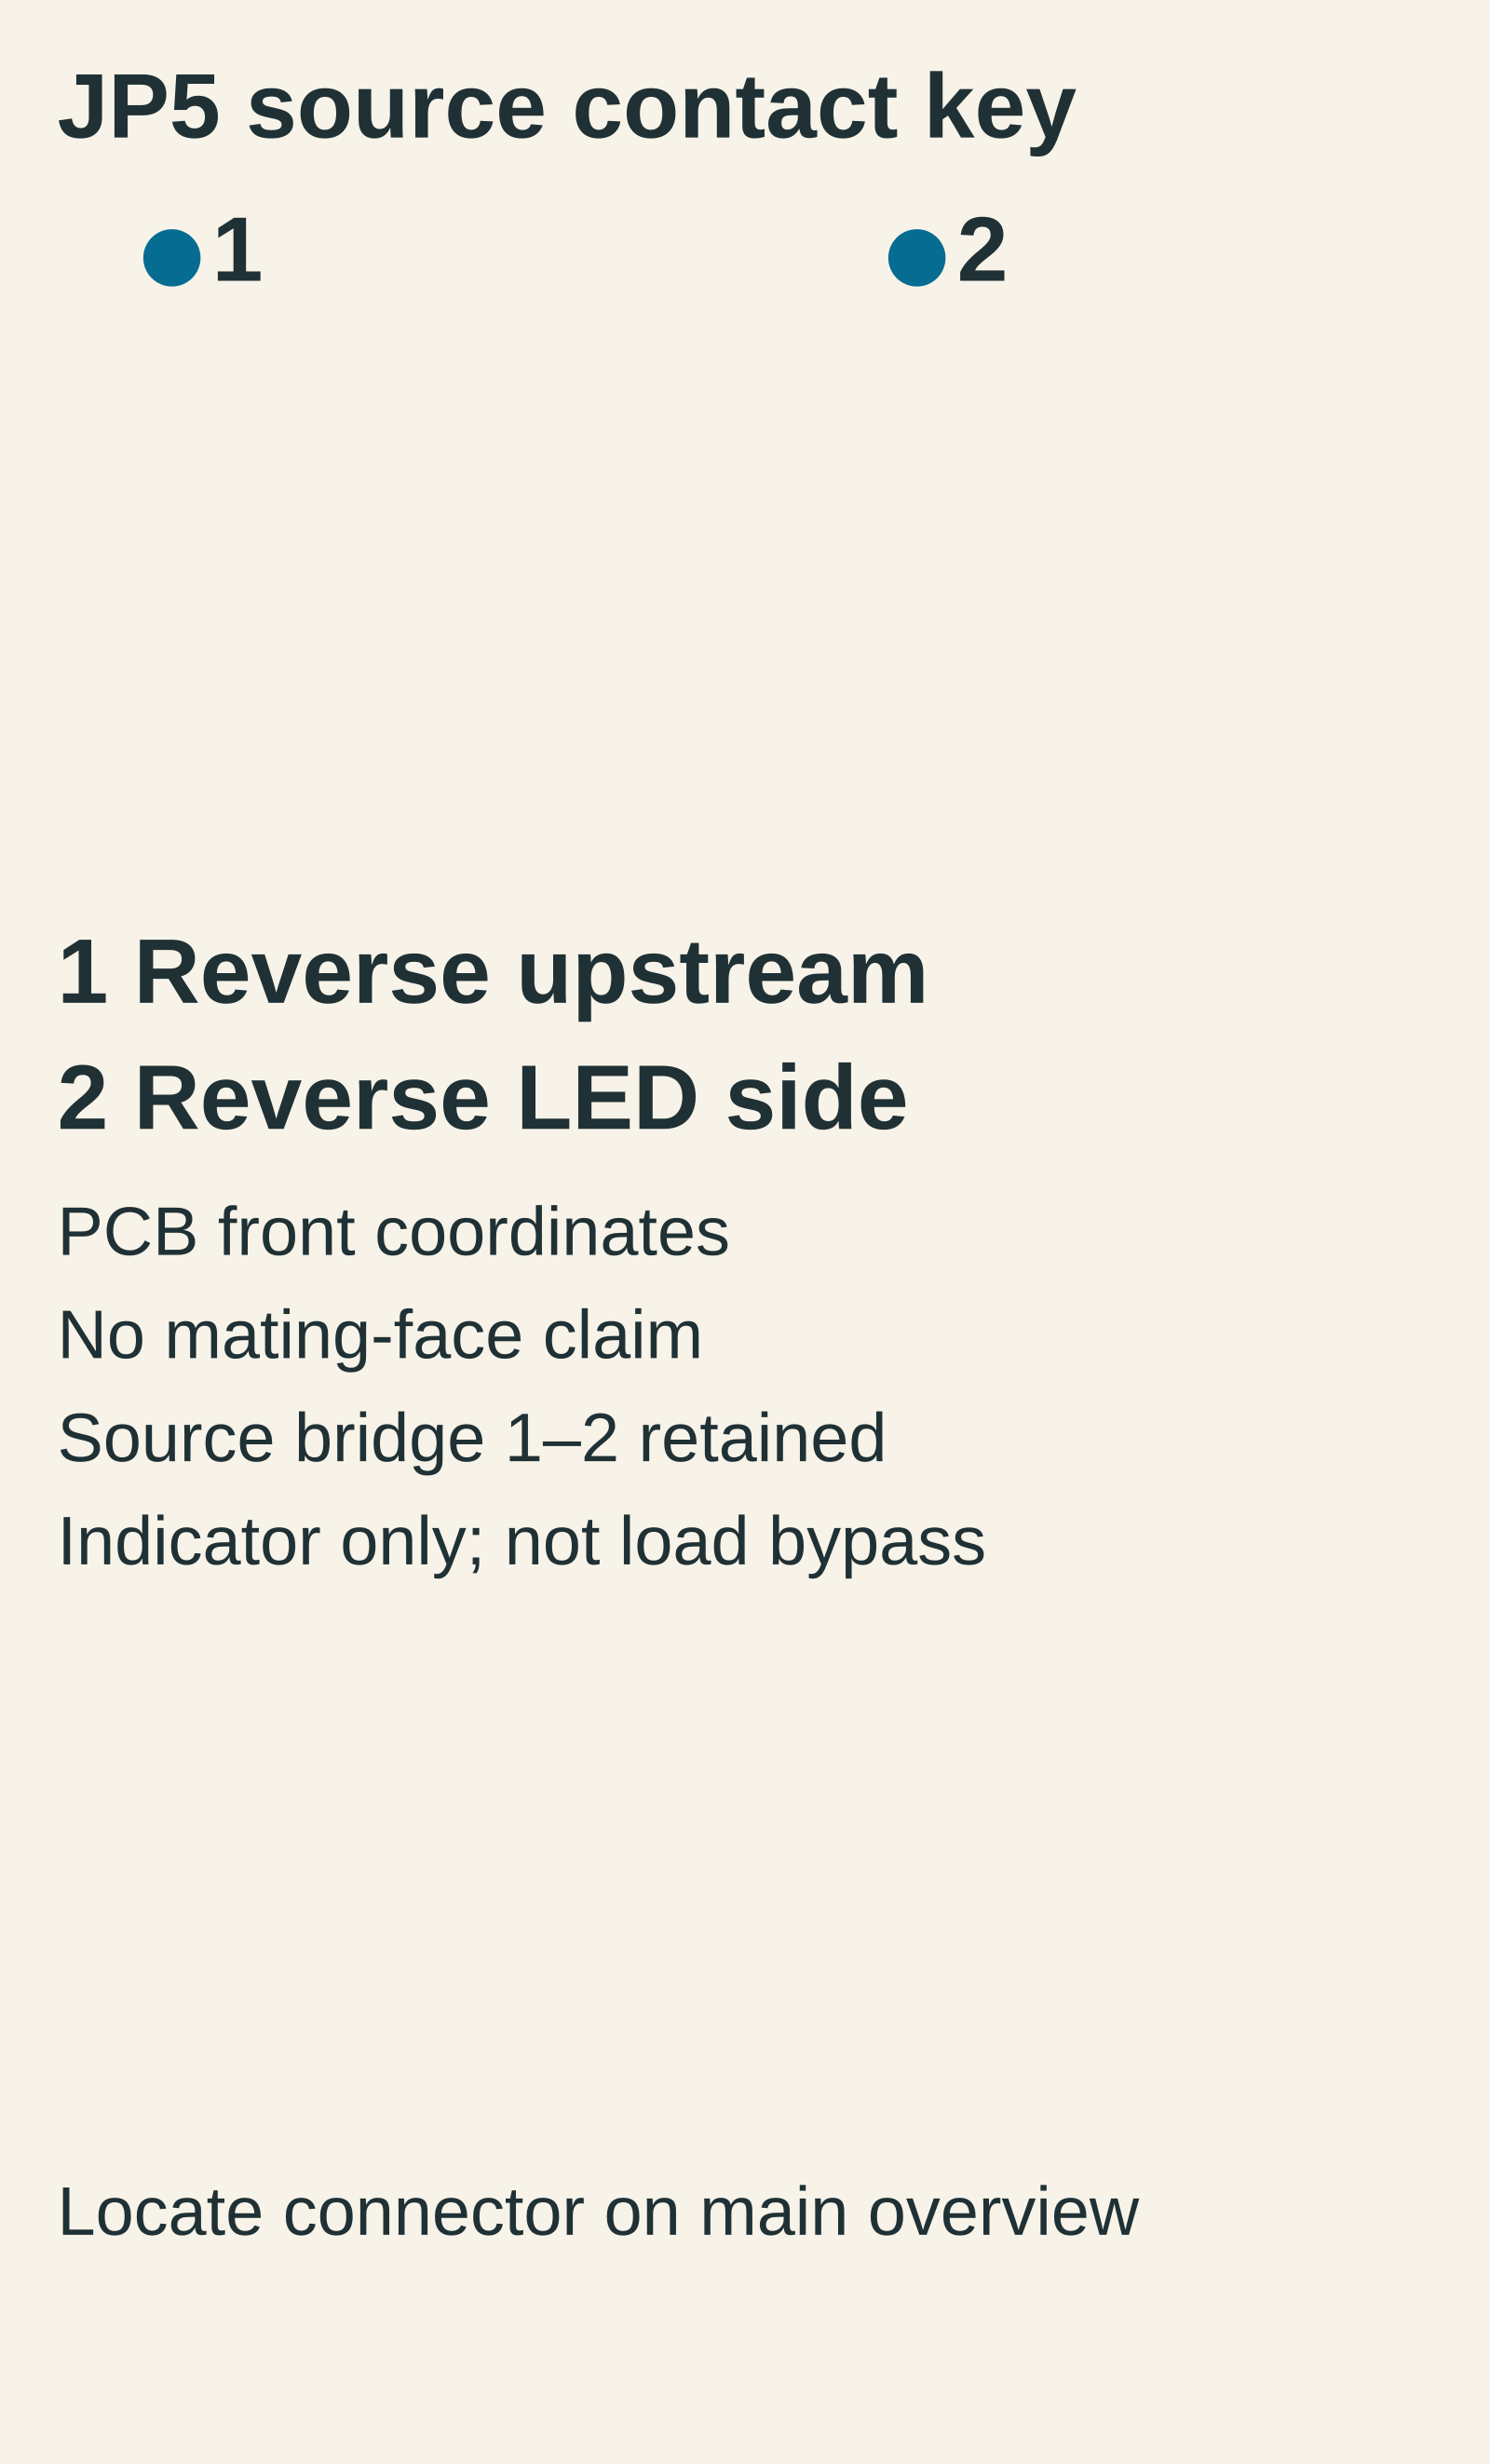 JP5 source contact key
1 2
1 Reverse upstream
2 Reverse LED side
PCB front coordinates
No mating-face claim
Source bridge 1–2 retained
Indicator only; not load bypass
Locate connector on main overview